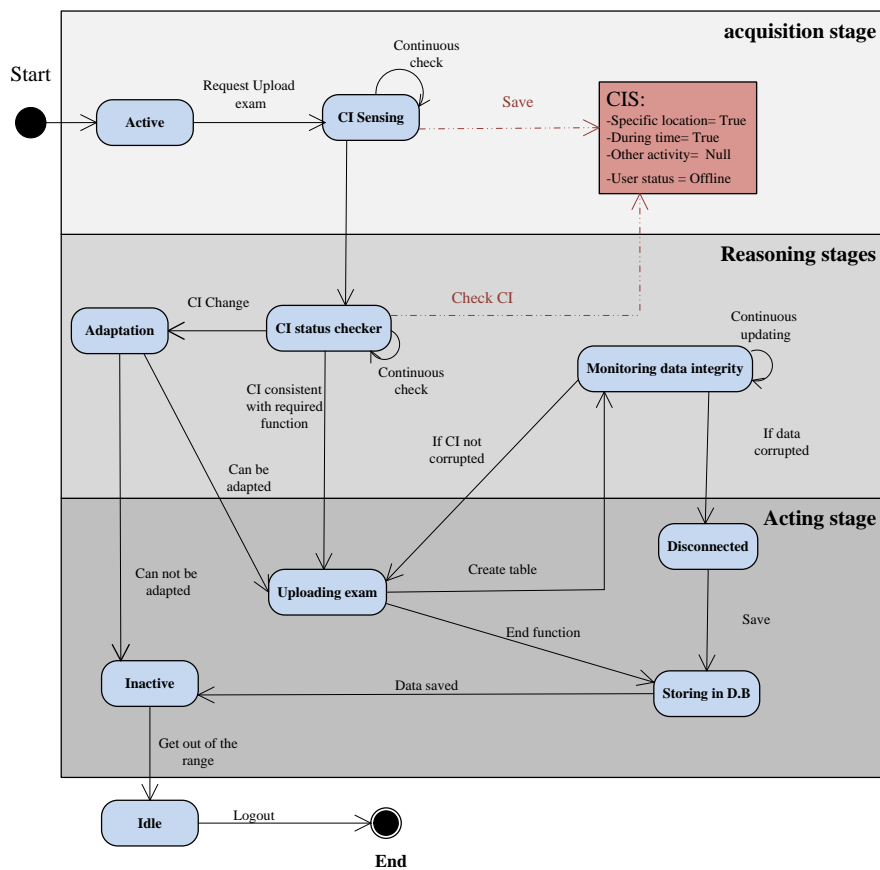 acquisition stage
Start
Continuous
check
Request Upload
exam
Active
CI Sensing
Save
CIS:
-Specific location= True
-During time= True
-Other activity=  Null
-User status = Offline
Reasoning stages
CI Change
Check CI
Adaptation
CI status checker
Continuous
check
Continuous
updating
Monitoring data integrity
CI consistent
with required
function
If CI not
corrupted
If data
corrupted
Can be
adapted
Acting stage
Disconnected
Can not be
adapted
Uploading exam
Create table
End function
Save
Inactive
Data saved
Storing in D.B
Get out of the
range
Idle
Logout
End